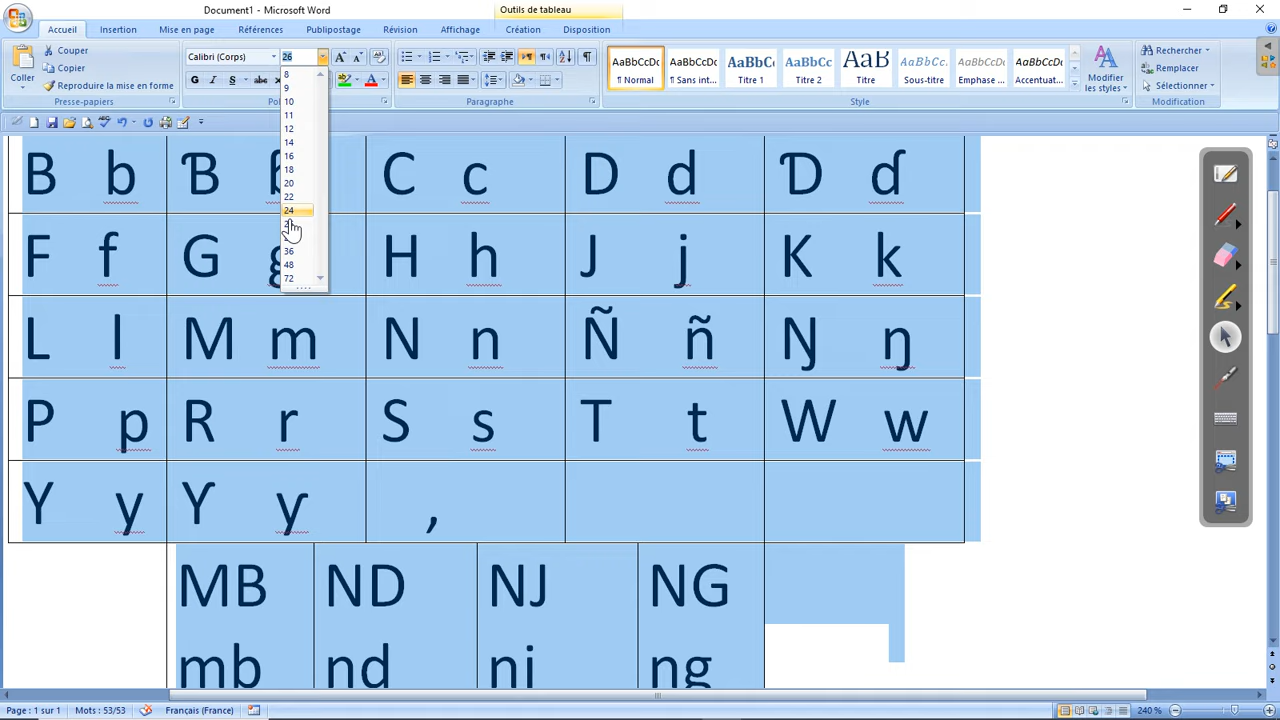 Document1 - Microsoft Word
Outils de tableau
Accueil Insertion Mise en page Références Publipostage Révision Affichage Création Disposition
Coller
Couper
Copier
Reproduire la mise en forme
Presse-papiers
Calibri (Corps) 26
G I S abc
8
9
10
11
12
14
16
18
20
22
24
36
48
72
Paragraphe
AaBbCcDc AaBbCcDc AaBbCc AaBbCc AaB AaBbCc. AaBbCcDc AaBbCcDc
¶ Normal ¶ Sans int... Titre 1 Titre 2 Titre Sous-titre Emphase ... Accentuat...
Modifier les styles
Style
Rechercher
Remplacer
Sélectionner
Modification
B b Ɓ ɓ C c D d Ɗ ɗ
F f G g H h J j K k
L l M m N n Ñ ñ Ŋ ŋ
P p R r S s T t W w
Y y Ƴ ƴ ,
MB ND NJ NG
mb nd nj ng
Page : 1 sur 1 Mots : 53/53 Français (France) 240 %